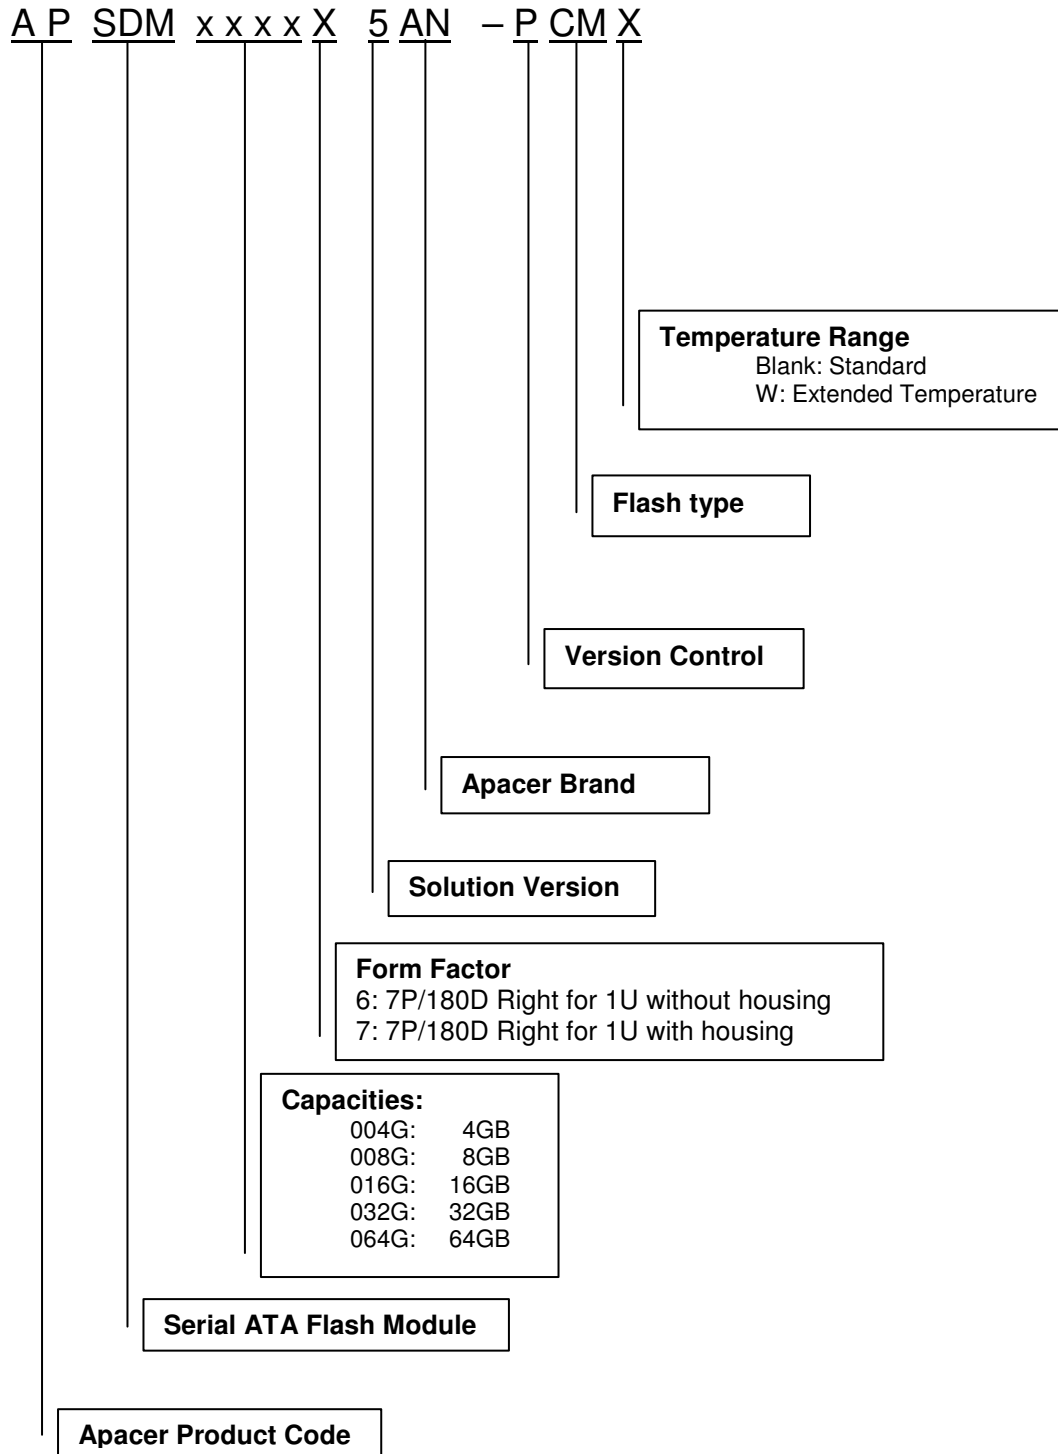 A P SDM x x x x X 5 AN – P CM X
Temperature Range
Blank: Standard
W: Extended Temperature
Flash type
Version Control
Apacer Brand
Solution Version
Form Factor
6: 7P/180D Right for 1U without housing
7: 7P/180D Right for 1U with housing
Capacities:
004G: 4GB
008G: 8GB
016G: 16GB
032G: 32GB
064G: 64GB
Serial ATA Flash Module
Apacer Product Code